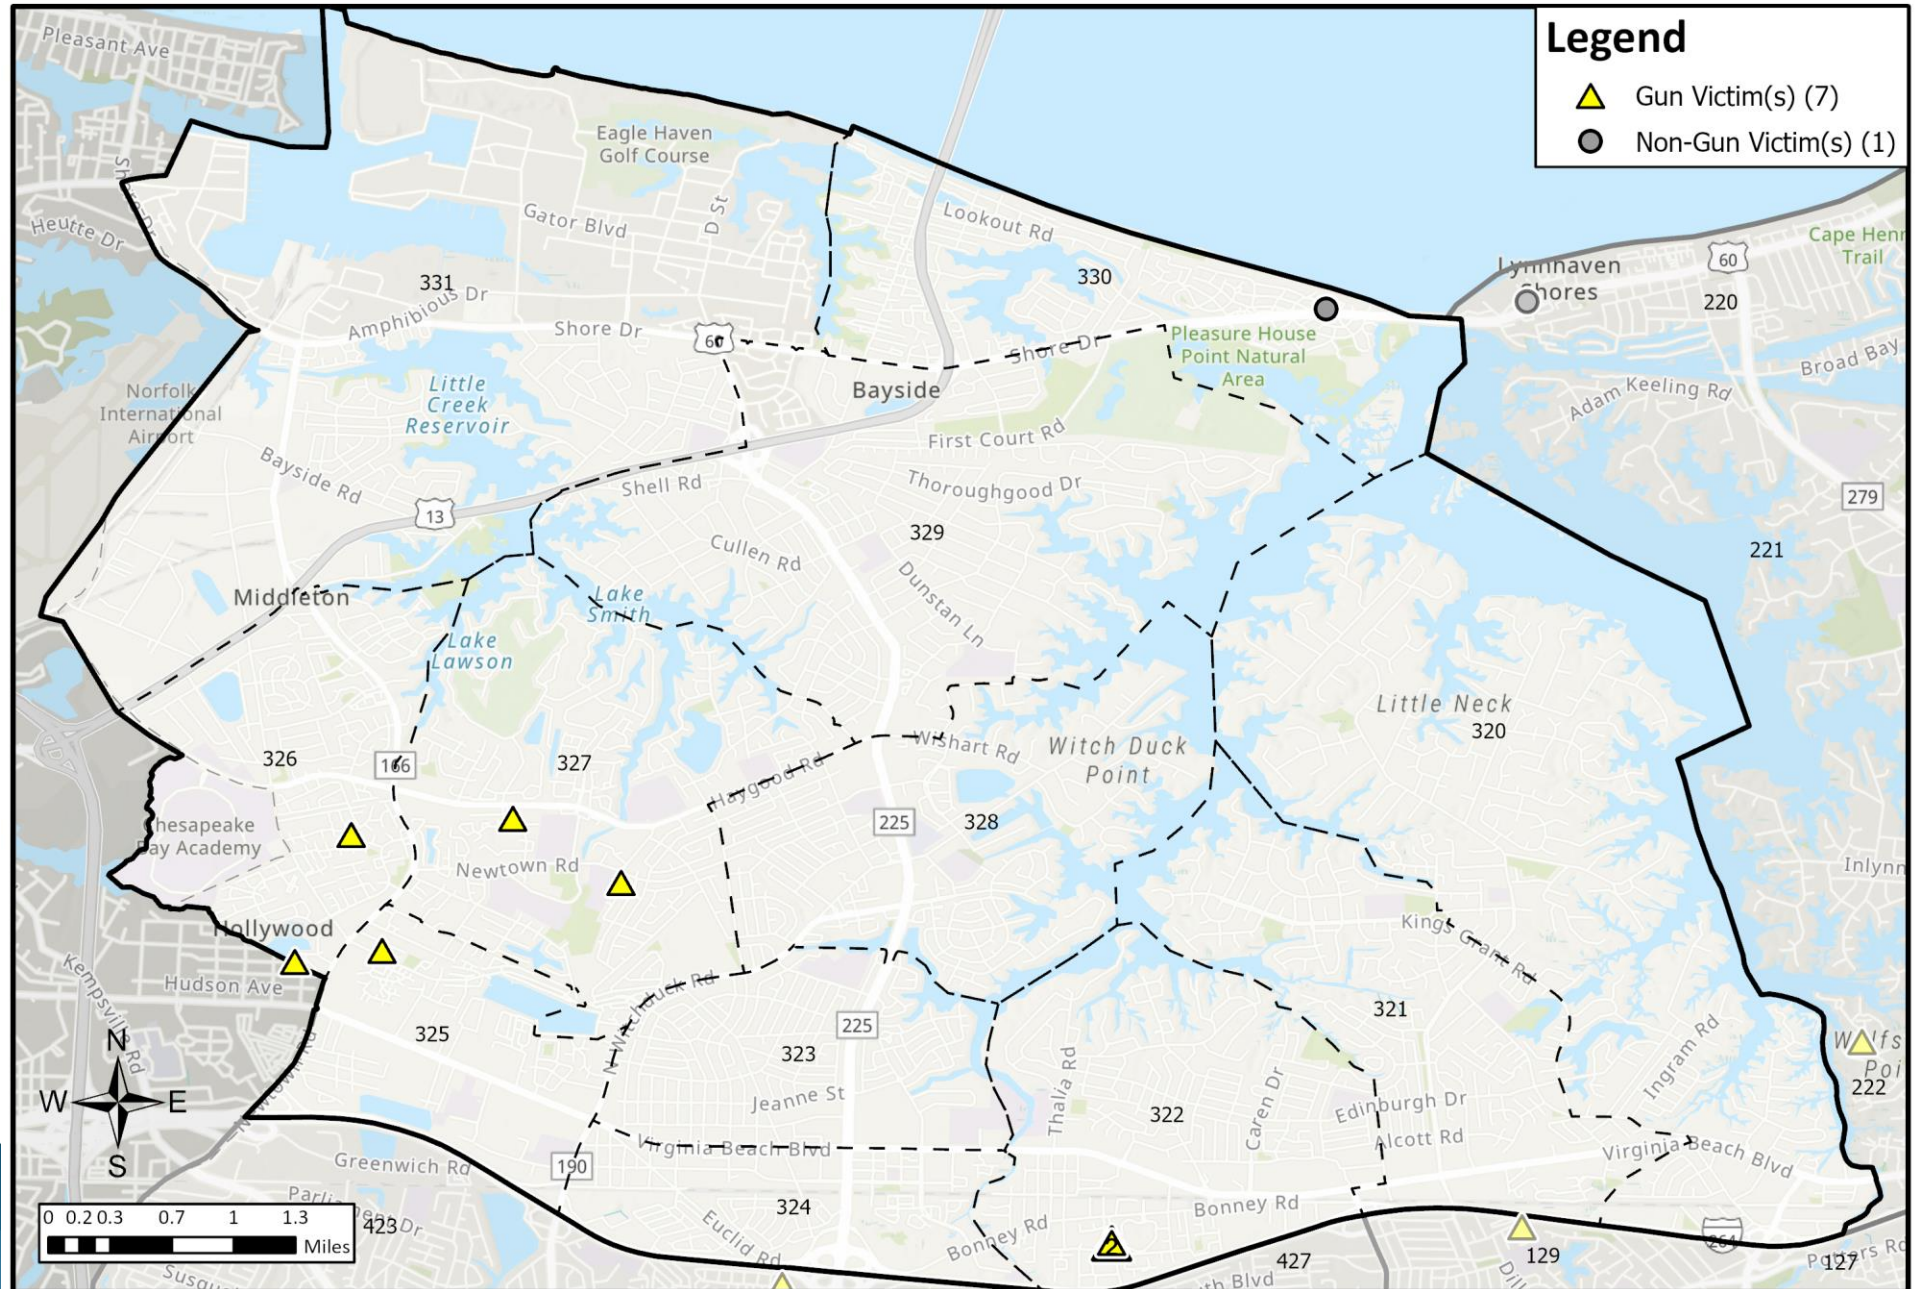 Legend
Gun Victim(s) (7)
Non-Gun Victim(s) (1)
Pleasant Ave
Shore Dr
Heutte Dr
Eagle Haven
Golf Course
D St
Gator Blvd
Lookout Rd
331
330
Amphibious Dr
Shore Dr
60
Shore Dr
Lynnhaven
Shores
60
220
Cape Henr
Trail
Broad Bay
Adam Keeling Rd
Pleasure House
Point Natural
Area
Bayside
Norfolk
International
Airport
Little
Creek
Reservoir
First Court Rd
Bayside Rd
Shell Rd
Thoroughgood Dr
279
13
329
221
Cullen Rd
Dunstan Ln
Middleton
Lake
Smith
Lake
Lawson
Little Neck
320
Wishart Rd
Witch Duck
Point
326
166
327
Haygood Rd
225
328
Chesapeake
Bay Academy
Newtown Rd
Inlynn
Hollywood
Kings Grant Rd
Kempsville Rd
Hudson Ave
N Witchduck Rd
321
325
225
323
Newtown Rd
Thalia Rd
Ingram Rd
222
N
W
E
S
Jeanne St
322
Caren Dr
Edinburgh Dr
Alcott Rd
Virginia Beach Blvd
Virginia Beach Blvd
Greenwich Rd
190
324
Bonney Rd
Bonney Rd
Euclid Rd
423
2
427
129
264
127
0 0.2 0.3 0.7 1 1.3
Miles